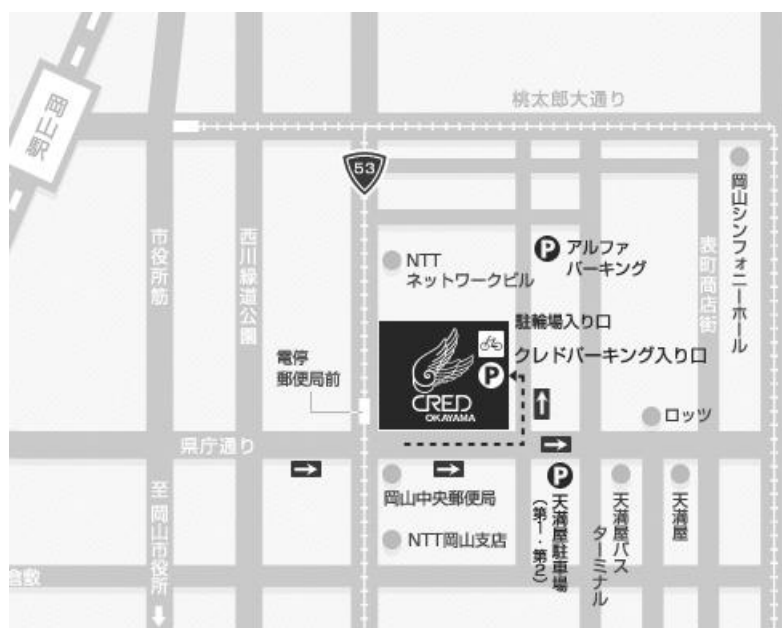 桃太郎大通り
岡山駅
53
岡山シンフォニーホール
市役所筋
西川緑道公園
表町商店街
NTT
ネットワークビル
P アルファ
パーキング
駐輪場入り口
クレドパーキング入り口
P
CRED
OKAYAMA
電停
郵便局前
ロッツ
県庁通り
岡山中央郵便局
NTT岡山支店
P
天満屋駐車場
(第1・第2)
天満屋バス
ターミナル
天満屋
至 岡山市役所
倉敷